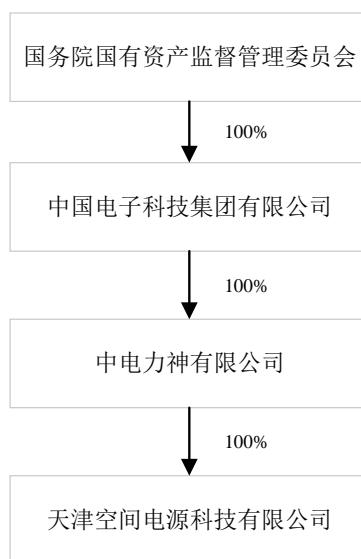 国务院国有资产监督管理委员会
100%
中国电子科技集团有限公司
100%
中电力神有限公司
100%
天津空间电源科技有限公司